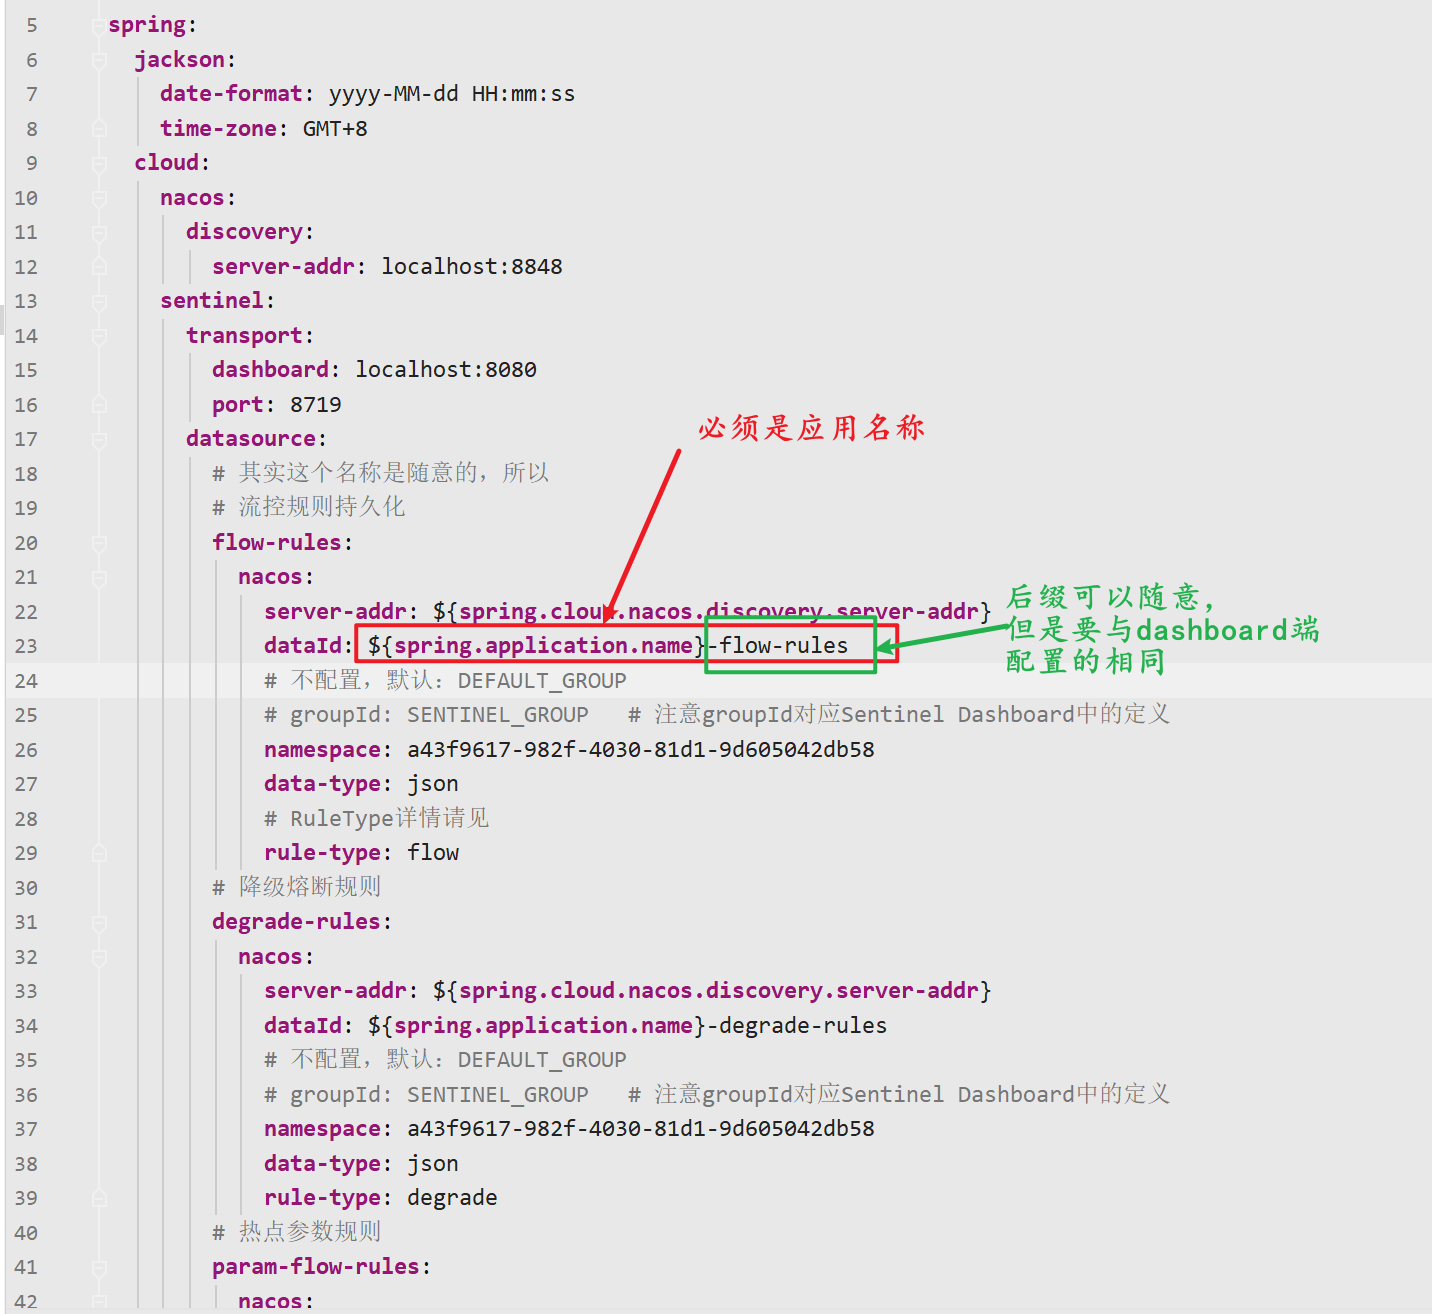 5 spring:
6 jackson:
7 date-format: yyyy-MM-dd HH:mm:ss
8 time-zone: GMT+8
9 cloud:
10 nacos:
11 discovery:
12 server-addr: localhost:8848
13 sentinel:
14 transport:
15 dashboard: localhost:8080
16 port: 8719
必须是应用名称
17 datasource:
18 # 其实这个名称是随意的，所以
19 # 流控规则持久化
20 flow-rules:
21 nacos:
22 server-addr: ${spring.cloud.nacos.discovery.server-addr}
23 dataId: ${spring.application.name}-flow-rules
后缀可以随意，
但是要与dashboard端
配置的相同
24 # 不配置，默认：DEFAULT_GROUP
25 # groupId: SENTINEL_GROUP # 注意groupId对应Sentinel Dashboard中的定义
26 namespace: a43f9617-982f-4030-81d1-9d605042db58
27 data-type: json
28 # RuleType详情请见
29 rule-type: flow
30 # 降级熔断规则
31 degrade-rules:
32 nacos:
33 server-addr: ${spring.cloud.nacos.discovery.server-addr}
34 dataId: ${spring.application.name}-degrade-rules
35 # 不配置，默认：DEFAULT_GROUP
36 # groupId: SENTINEL_GROUP # 注意groupId对应Sentinel Dashboard中的定义
37 namespace: a43f9617-982f-4030-81d1-9d605042db58
38 data-type: json
39 rule-type: degrade
40 # 热点参数规则
41 param-flow-rules:
42 nacos: